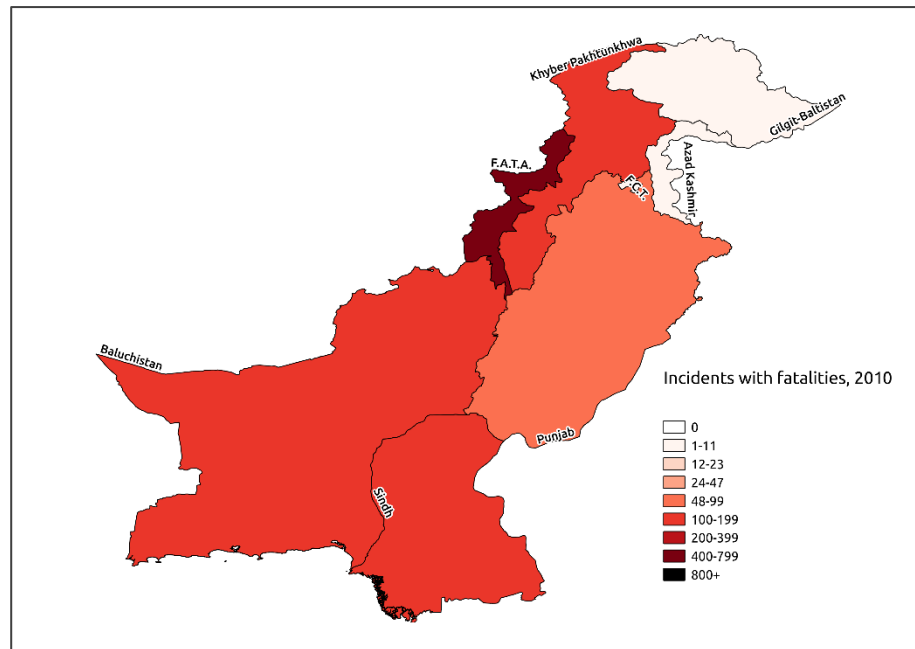 Khyber Pakhtunkhwa
Gilgit-Baltistan
F.A.T.A.
Azad Kashmir
F.C.T.
Baluchistan
Punjab
Sindh
Incidents with fatalities, 2010
0
1-11
12-23
24-47
48-99
100-199
200-399
400-799
800+